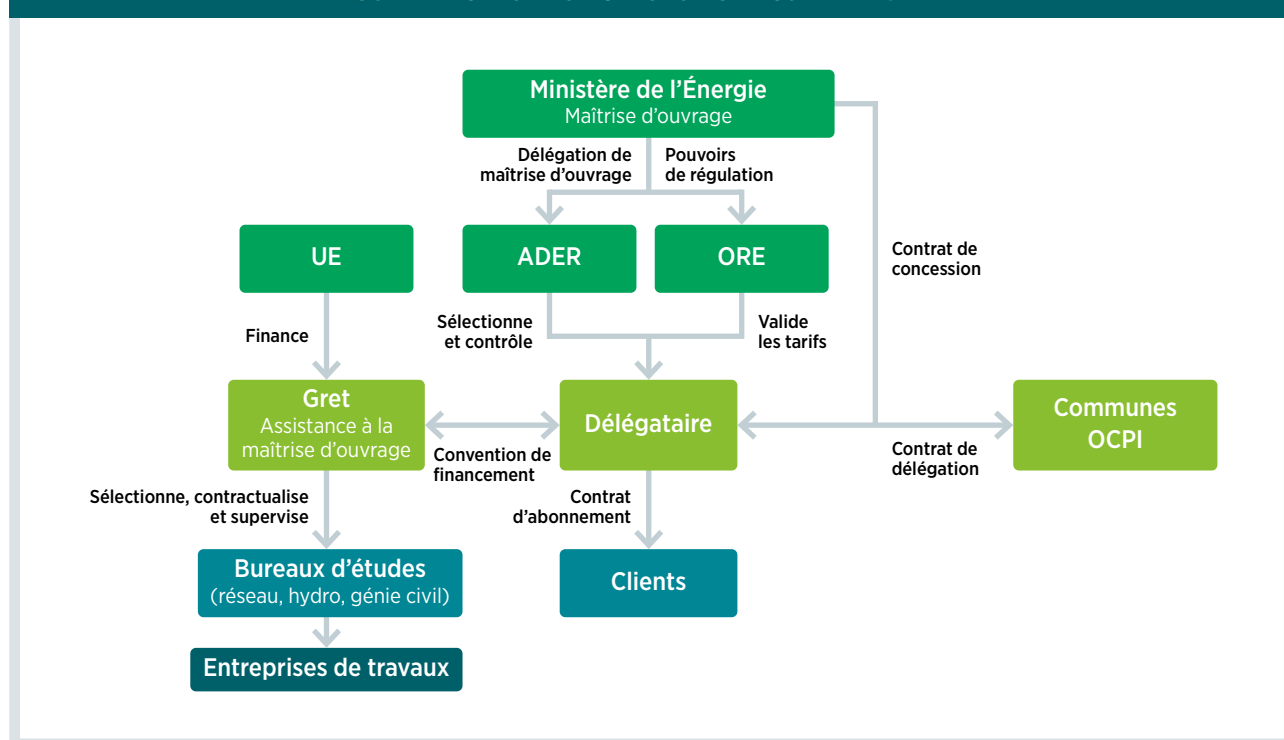 Ministère de l'Énergie
Maîtrise d'ouvrage
Délégation de
maîtrise d'ouvrage
Pouvoirs
de régulation
UE
ADER
ORE
Contrat de
concession
Finance
Sélectionne
et contrôle
Valide
les tarifs
Gret
Assistance à la
maîtrise d'ouvrage
Délégataire
Communes
OCPI
Convention de
financement
Contrat de
délégation
Sélectionne, contractualise
et supervise
Contrat
d'abonnement
Bureaux d'études
(réseau, hydro, génie civil)
Clients
Entreprises de travaux